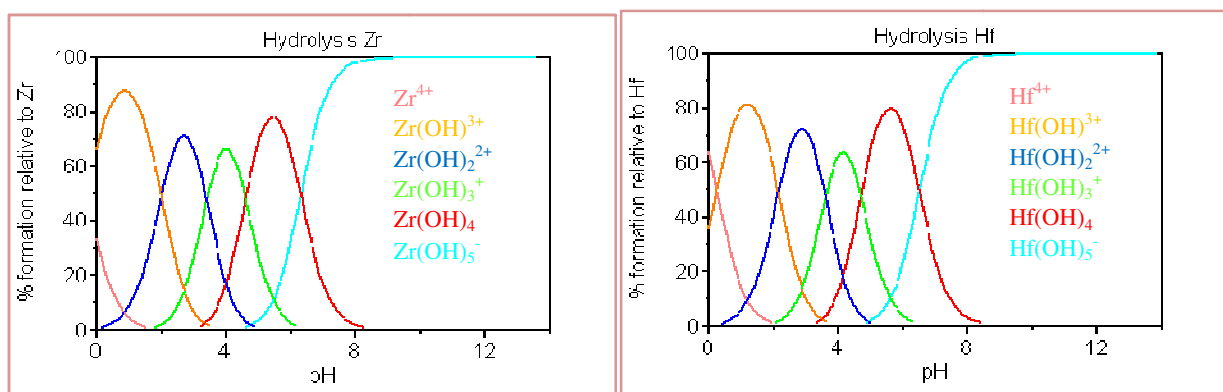 Hydrolysis Zr
% formation relative to Zr
100
80
60
40
20
0
0 4 8 12
pH
Zr⁴⁺
Zr(OH)³⁺
Zr(OH)₂²⁺
Zr(OH)₃⁺
Zr(OH)₄
Zr(OH)₅⁻
Hydrolysis Hf
% formation relative to Hf
100
80
60
40
20
0
0 4 8 12
pH
Hf⁴⁺
Hf(OH)³⁺
Hf(OH)₂²⁺
Hf(OH)₃⁺
Hf(OH)₄
Hf(OH)₅⁻